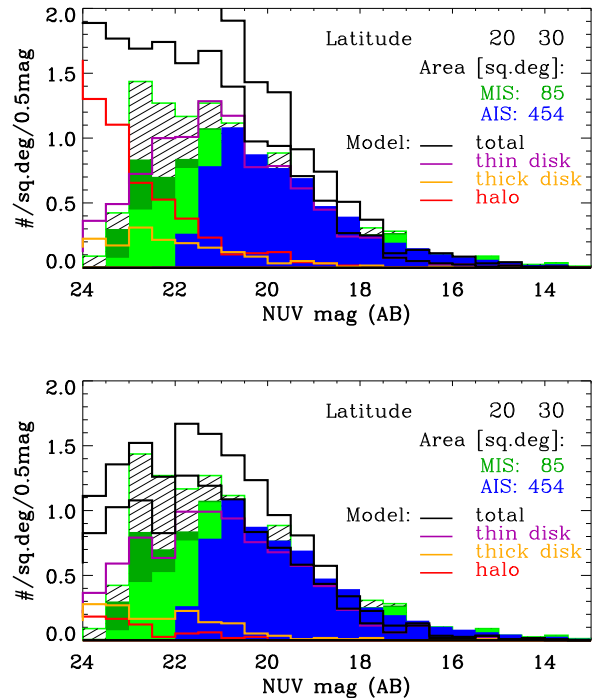 2.0
Latitude 20 30
Area [sq.deg]:
MIS: 85
1.5
AIS: 454
Model: total
1.0
thin disk
thick disk
halo
0.5
0.0
#/sq.deg/0.5mag
24 22 20 18 16 14
NUV mag (AB)
2.0
Latitude 20 30
Area [sq.deg]:
MIS: 85
1.5
AIS: 454
Model: total
1.0
thin disk
thick disk
halo
0.5
0.0
#/sq.deg/0.5mag
24 22 20 18 16 14
NUV mag (AB)